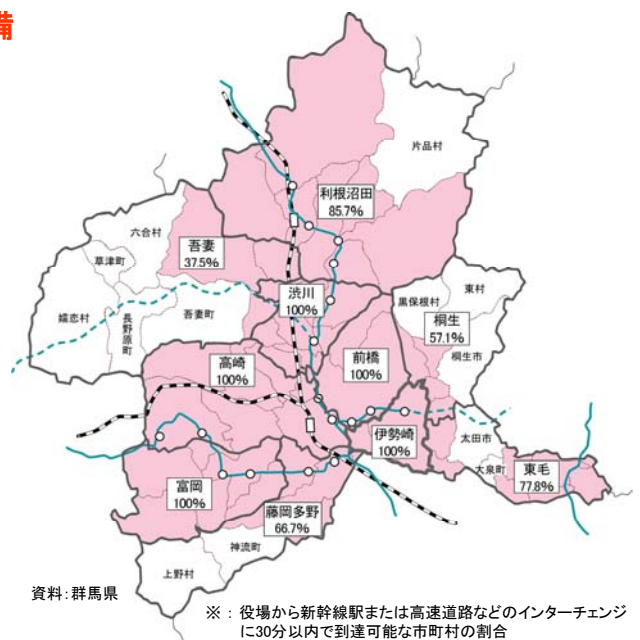 備
片品村
利根沼田
85.7%
六合村
吾妻
37.5%
草津町
嬬恋村
長野原町
吾妻町
渋川
100%
黒保根村
東村
桐生
57.1%
桐生市
前橋
100%
高崎
100%
伊勢崎
100%
太田市
大泉町
東毛
77.8%
富岡
100%
藤岡多野
66.7%
神流町
上野村
資料:群馬県
※ : 役場から新幹線駅または高速道路などのインターチェンジ
に30分以内で到達可能な市町村の割合